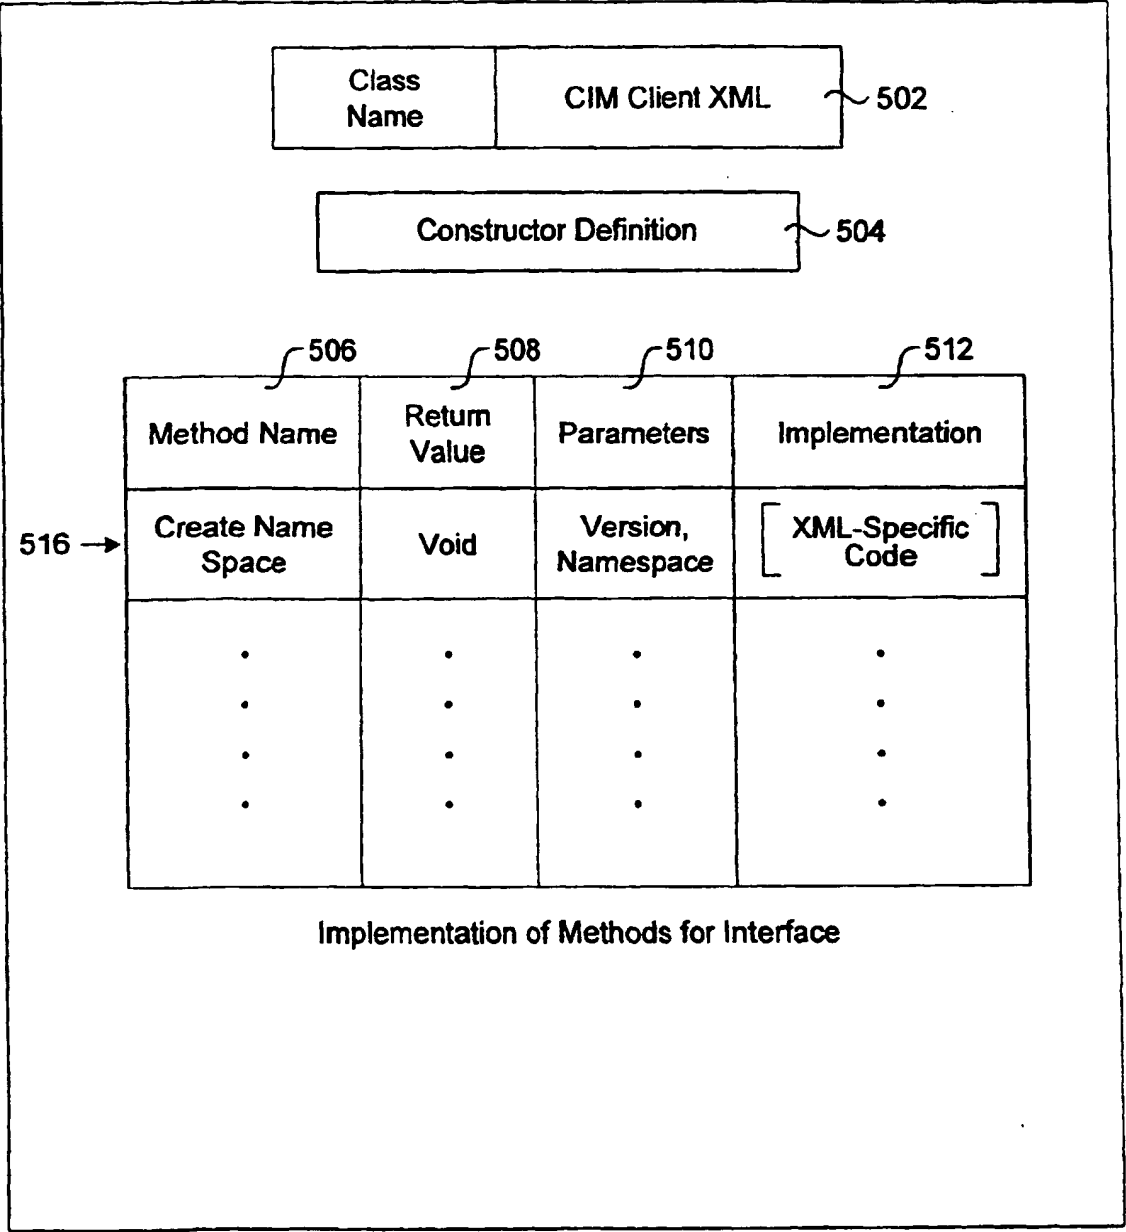 Class
Name
CIM Client XML
502
Constructor Definition
504
506
508
510
512
Method Name
Return
Value
Parameters
Implementation
516
Create Name
Space
Void
Version,
Namespace
XML-Specific
Code
Implementation of Methods for Interface